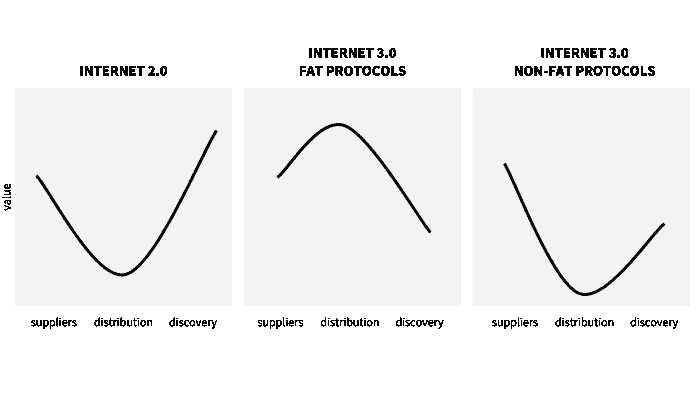 INTERNET 2.0
INTERNET 3.0
FAT PROTOCOLS
INTERNET 3.0
NON-FAT PROTOCOLS
value
suppliers distribution discovery
suppliers distribution discovery
suppliers distribution discovery